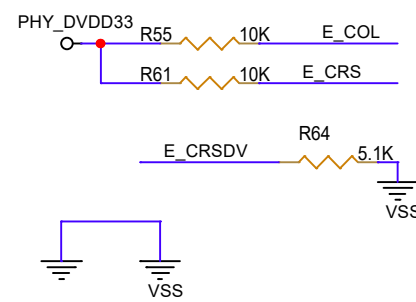 PHY_DVDD33
R55 10K E_COL
R61 10K E_CRS
R64
E_CRSDV 5.1K
VSS
VSS